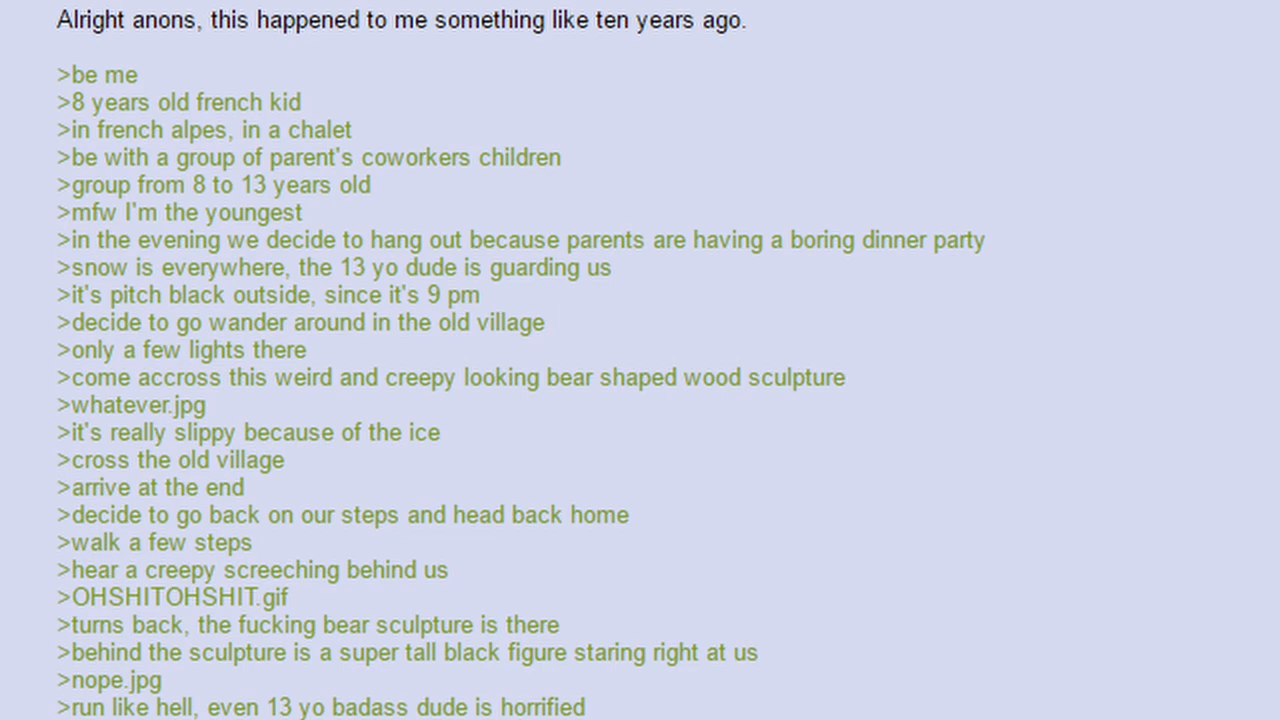 Alright anons, this happened to me something like ten years ago.
>be me
>8 years old french kid
>in french alpes, in a chalet
>be with a group of parent's coworkers children
>group from 8 to 13 years old
>mfw I'm the youngest
>in the evening we decide to hang out because parents are having a boring dinner party
>snow is everywhere, the 13 yo dude is guarding us
>it's pitch black outside, since it's 9 pm
>decide to go wander around in the old village
>only a few lights there
>come accross this weird and creepy looking bear shaped wood sculpture
>whatever.jpg
>it's really slippy because of the ice
>cross the old village
>arrive at the end
>decide to go back on our steps and head back home
>walk a few steps
>hear a creepy screeching behind us
>OHSHITOHSHIT.gif
>turns back, the fucking bear sculpture is there
>behind the sculpture is a super tall black figure staring right at us
>nope.jpg
>run like hell, even 13 yo badass dude is horrified